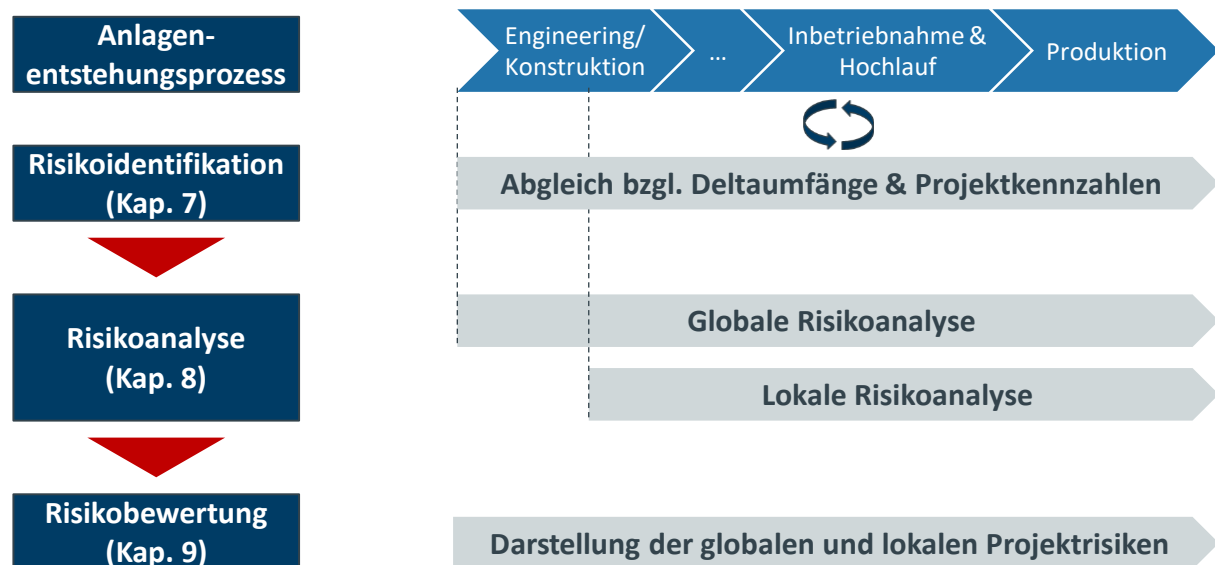 Anlagen-
entstehungsprozess
Engineering/
Konstruktion
...
Inbetriebnahme &
Hochlauf
Produktion
Risikoidentifikation
(Kap. 7)
Abgleich bzgl. Deltaumfänge & Projektkennzahlen
Risikoanalyse
(Kap. 8)
Globale Risikoanalyse
Lokale Risikoanalyse
Risikobewertung
(Kap. 9)
Darstellung der globalen und lokalen Projektrisiken